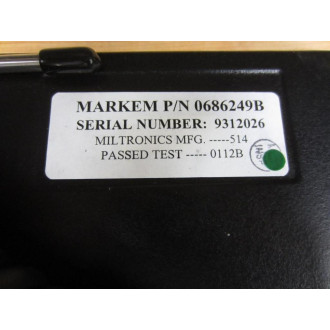 MARKEM P/N 0686249B
SERIAL NUMBER: 9312026
MILTRONICS MFG. -----514
PASSED TEST ----- 0112B